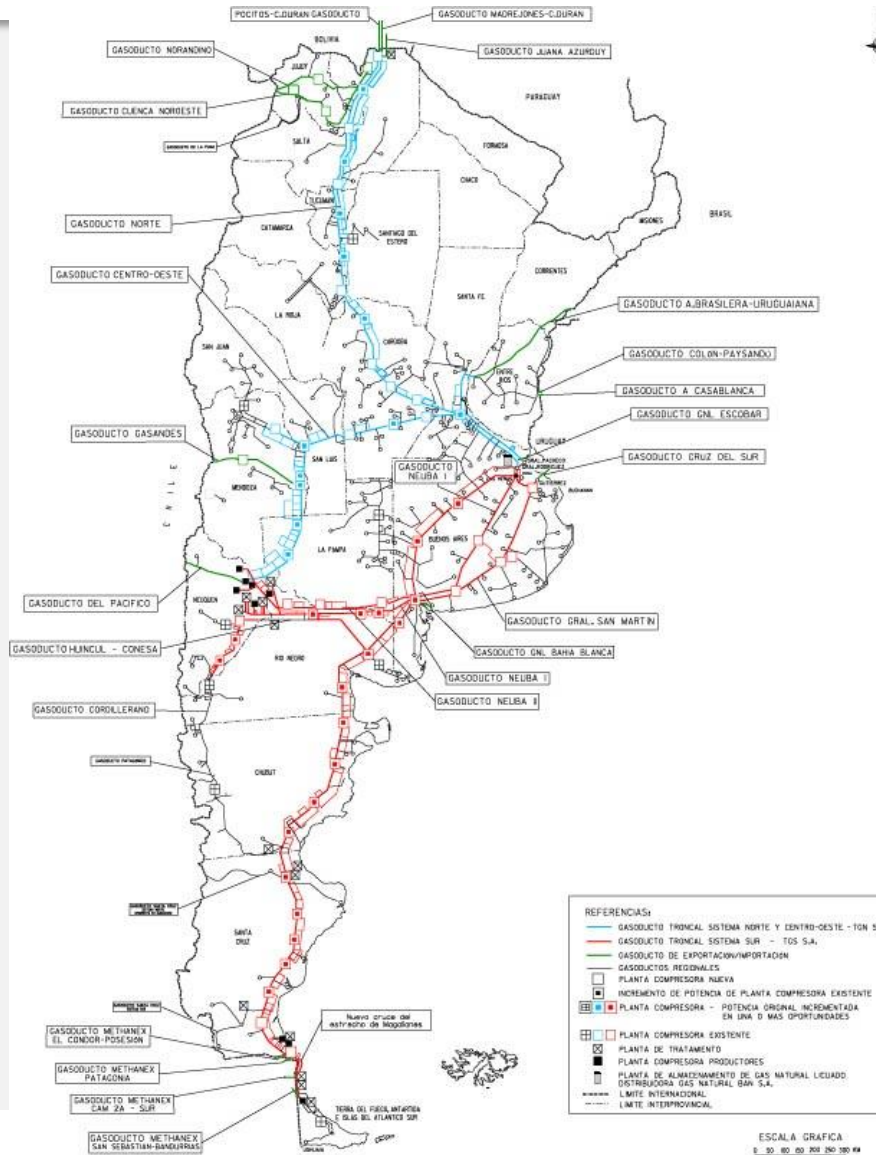 POCITOS-C.DURAN GASODUCTO
GASODUCTO MADREJONES-C.DURAN
BOLIVIA
GASODUCTO NORANDINO
GASODUCTO JUANA AZURDUY
JUJUY
PARAGUAY
GASODUCTO CUENCA NOROESTE
SALTA
FORMOSA
CHACO
TUCUMAN
MISIONES
BRASIL
GASODUCTO NORTE
CATAMARCA
SANTIAGO DEL
ESTERO
CORRIENTES
GASODUCTO CENTRO-OESTE
SANTA FE
LA RIOJA
GASODUCTO A.BRASILERA-URUGUAIANA
SAN JUAN
CORDOBA
GASODUCTO COLON-PAYSANDU
ENTRE
RIOS
GASODUCTO A CASABLANCA
GASODUCTO GNL ESCOBAR
GASODUCTO GASANDES
URUGUAY
SAN LUIS
GASODUCTO
NEUBA I
GASODUCTO CRUZ DEL SUR
CHILE
MENDOZA
BUENOS AIRES
LA PAMPA
GASODUCTO DEL PACIFICO
NEUQUEN
GASODUCTO GRAL. SAN MARTIN
GASODUCTO HUINCUL - CONESA
GASODUCTO GNL BAHIA BLANCA
RIO NEGRO
GASODUCTO NEUBA I
GASODUCTO NEUBA II
GASODUCTO CORDILLERANO
GASODUCTO PATAGONICO
CHUBUT
SANTA
CRUZ
Nuevo cruce del
estrecho de Magallanes
GASODUCTO METHANEX
EL CONDOR-POSESION
GASODUCTO METHANEX
PATAGONIA
GASODUCTO METHANEX
CAM 2A - SUR
TIERRA DEL FUEGO, ANTARTIDA
E ISLAS DEL ATLANTICO SUR
GASODUCTO METHANEX
SAN SEBASTIAN-BANDURRIAS
USHUAIA
REFERENCIAS:
GASODUCTO TRONCAL SISTEMA NORTE Y CENTRO-OESTE - TGN S
GASODUCTO TRONCAL SISTEMA SUR - TGS S.A.
GASODUCTO DE EXPORTACION/IMPORTACION
GASODUCTOS REGIONALES
PLANTA COMPRESORA NUEVA
INCREMENTO DE POTENCIA DE PLANTA COMPRESORA EXISTENTE
PLANTA COMPRESORA - POTENCIA ORIGINAL INCREMENTADA
EN UNA O MAS OPORTUNIDADES
PLANTA COMPRESORA EXISTENTE
PLANTA DE TRATAMIENTO
PLANTA COMPRESORA PRODUCTORES
PLANTA DE ALMACENAMIENTO DE GAS NATURAL LICUADO
DISTRIBUIDORA GAS NATURAL BAN S.A.
LIMITE INTERNACIONAL
LIMITE INTERPROVINCIAL
ESCALA GRAFICA